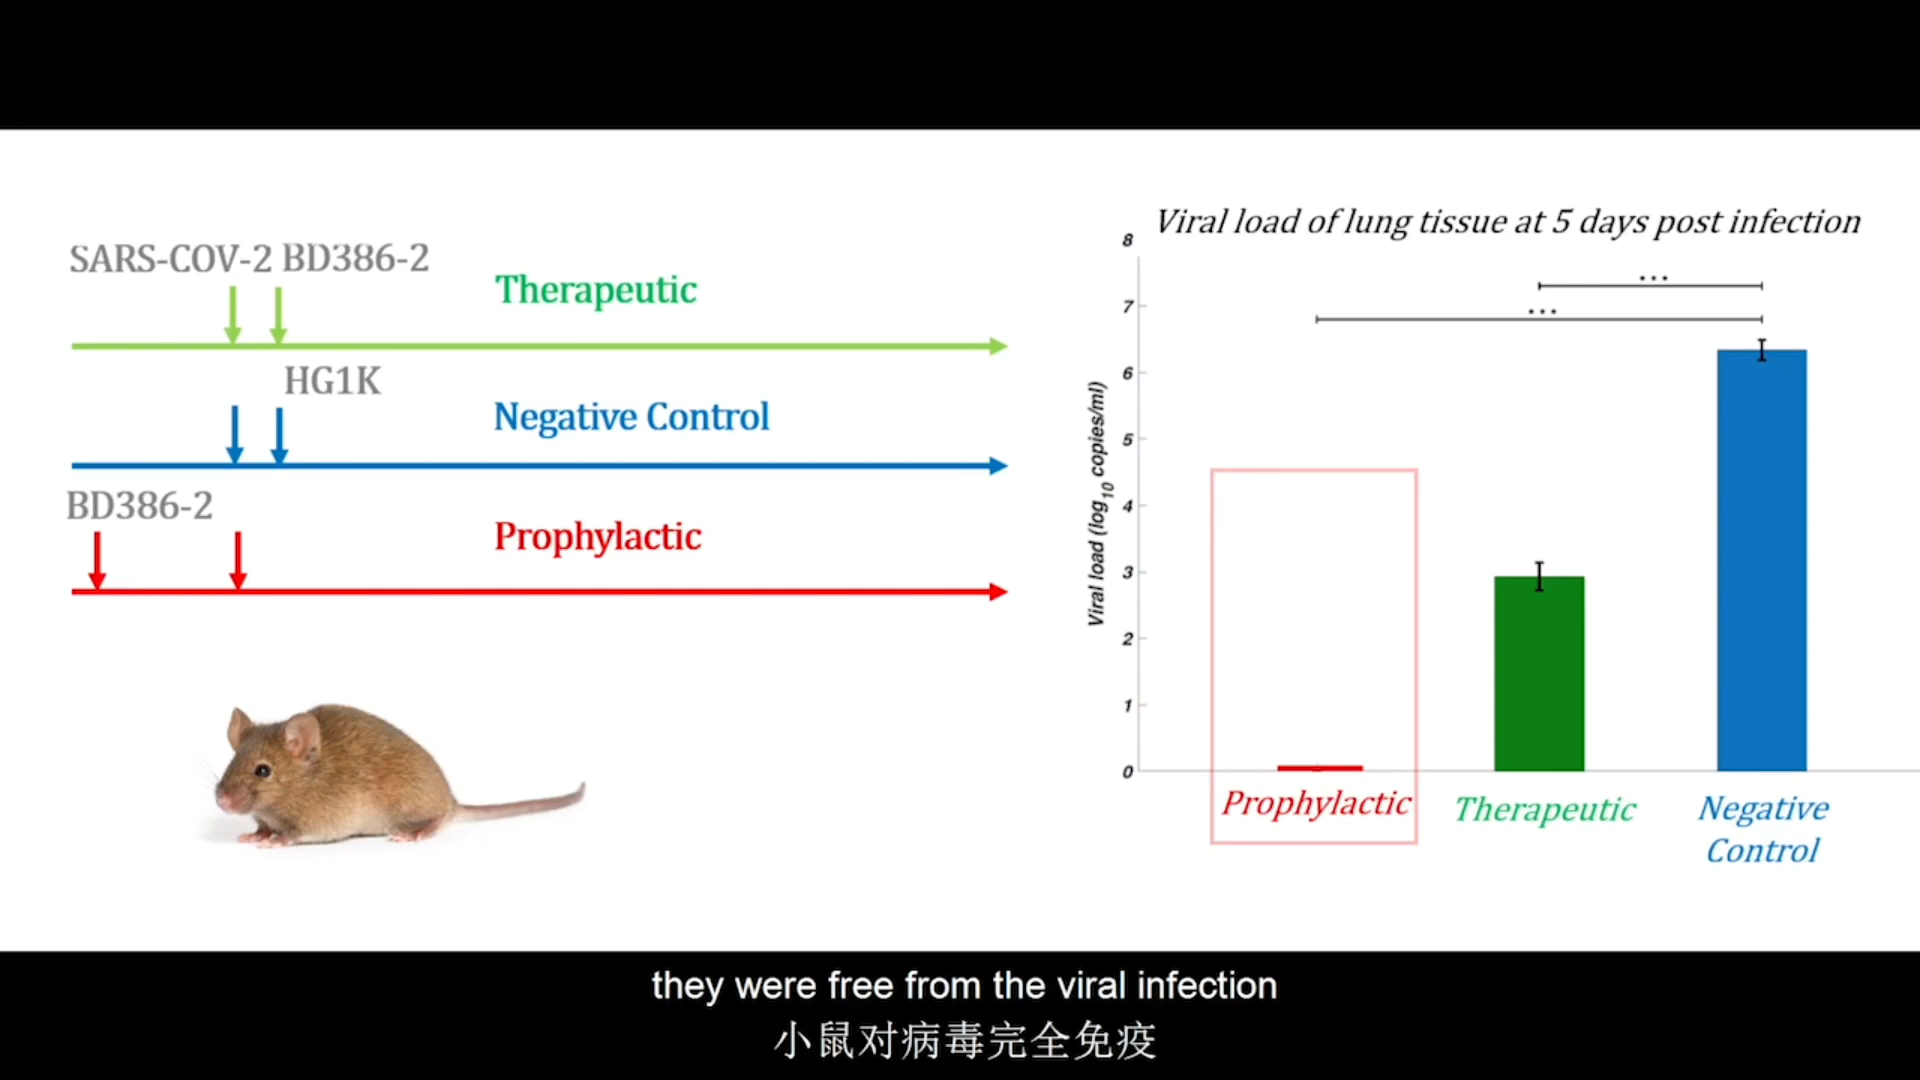 SARS-COV-2 BD386-2
Therapeutic
HG1K
Negative Control
BD386-2
Prophylactic
Viral load of lung tissue at 5 days post infection
8
7
6
5
4
3
2
1
0
Viral load (log10 copies/ml)
***
***
Prophylactic
Therapeutic
Negative
Control
they were free from the viral infection
小鼠对病毒完全免疫